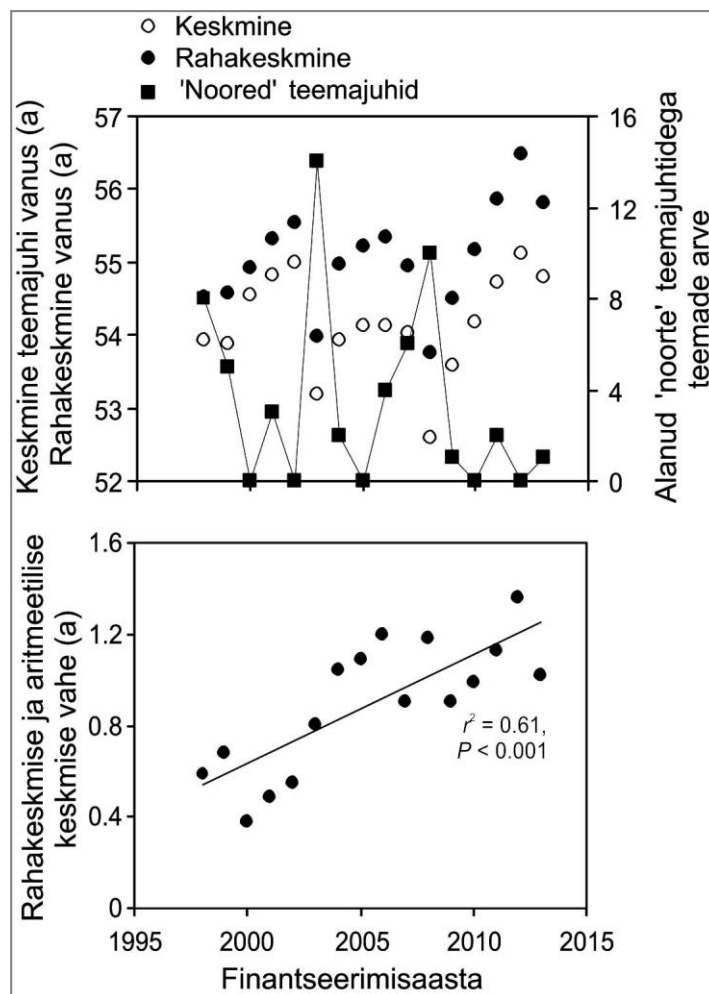 Keskmine
Rahakeskmine
'Noored' teemajuhid
Keskmine teemajuhi vanus (a)
Rahakeskmine vanus (a)
57
56
55
54
53
52
16
12
8
4
0
Alanud 'noorte' teemajuhtidega
teemade arve
Rahakeskmise ja aritmeetilise
keskmise vahe (a)
1.6
1.2
0.8
0.4
0
r² = 0.61,
P < 0.001
1995 2000 2005 2010 2015
Finantseerimisaasta